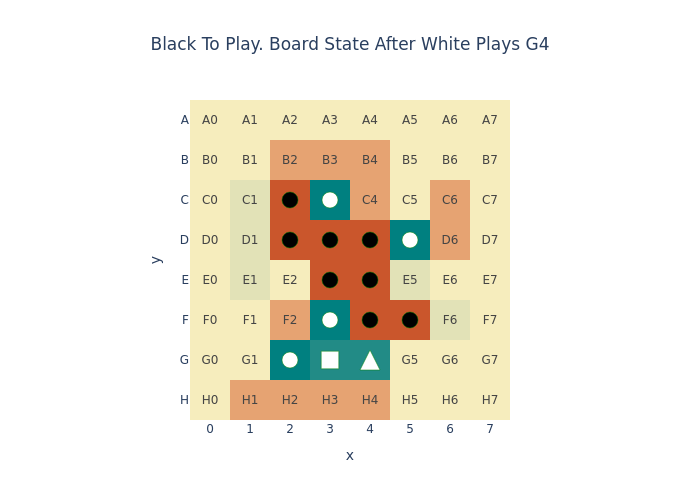 Black To Play. Board State After White Plays G4
A A0 A1 A2 A3 A4 A5 A6 A7
B B0 B1 B2 B3 B4 B5 B6 B7
C C0 C1 C4 C5 C6 C7
D D0 D1 D6 D7
y
E E0 E1 E2 E5 E6 E7
F F0 F1 F2 F6 F7
G G0 G1 G5 G6 G7
H H0 H1 H2 H3 H4 H5 H6 H7
0 1 2 3 4 5 6 7
x